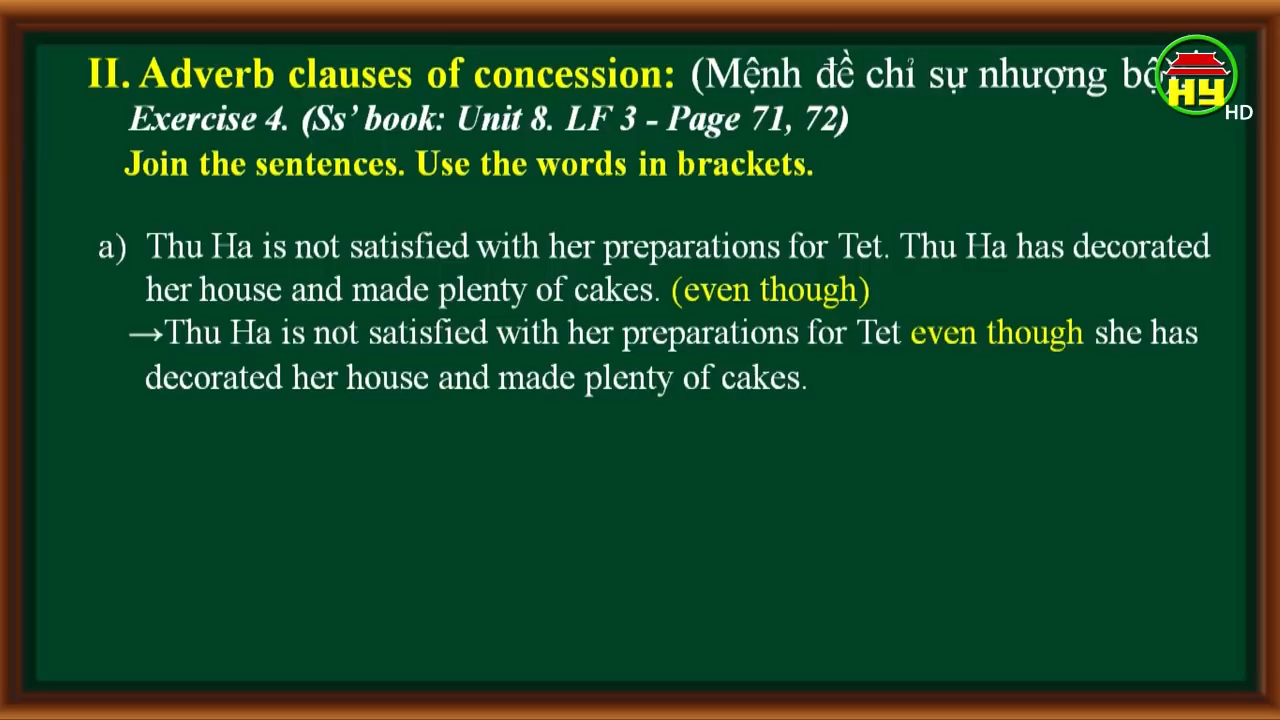 II. Adverb clauses of concession: (Mệnh đề chỉ sự nhượng bộ
HY
HD
Exercise 4. (Ss’ book: Unit 8. LF 3 - Page 71, 72)
Join the sentences. Use the words in brackets.
a) Thu Ha is not satisfied with her preparations for Tet. Thu Ha has decorated
her house and made plenty of cakes. (even though)
→Thu Ha is not satisfied with her preparations for Tet even though she has
decorated her house and made plenty of cakes.